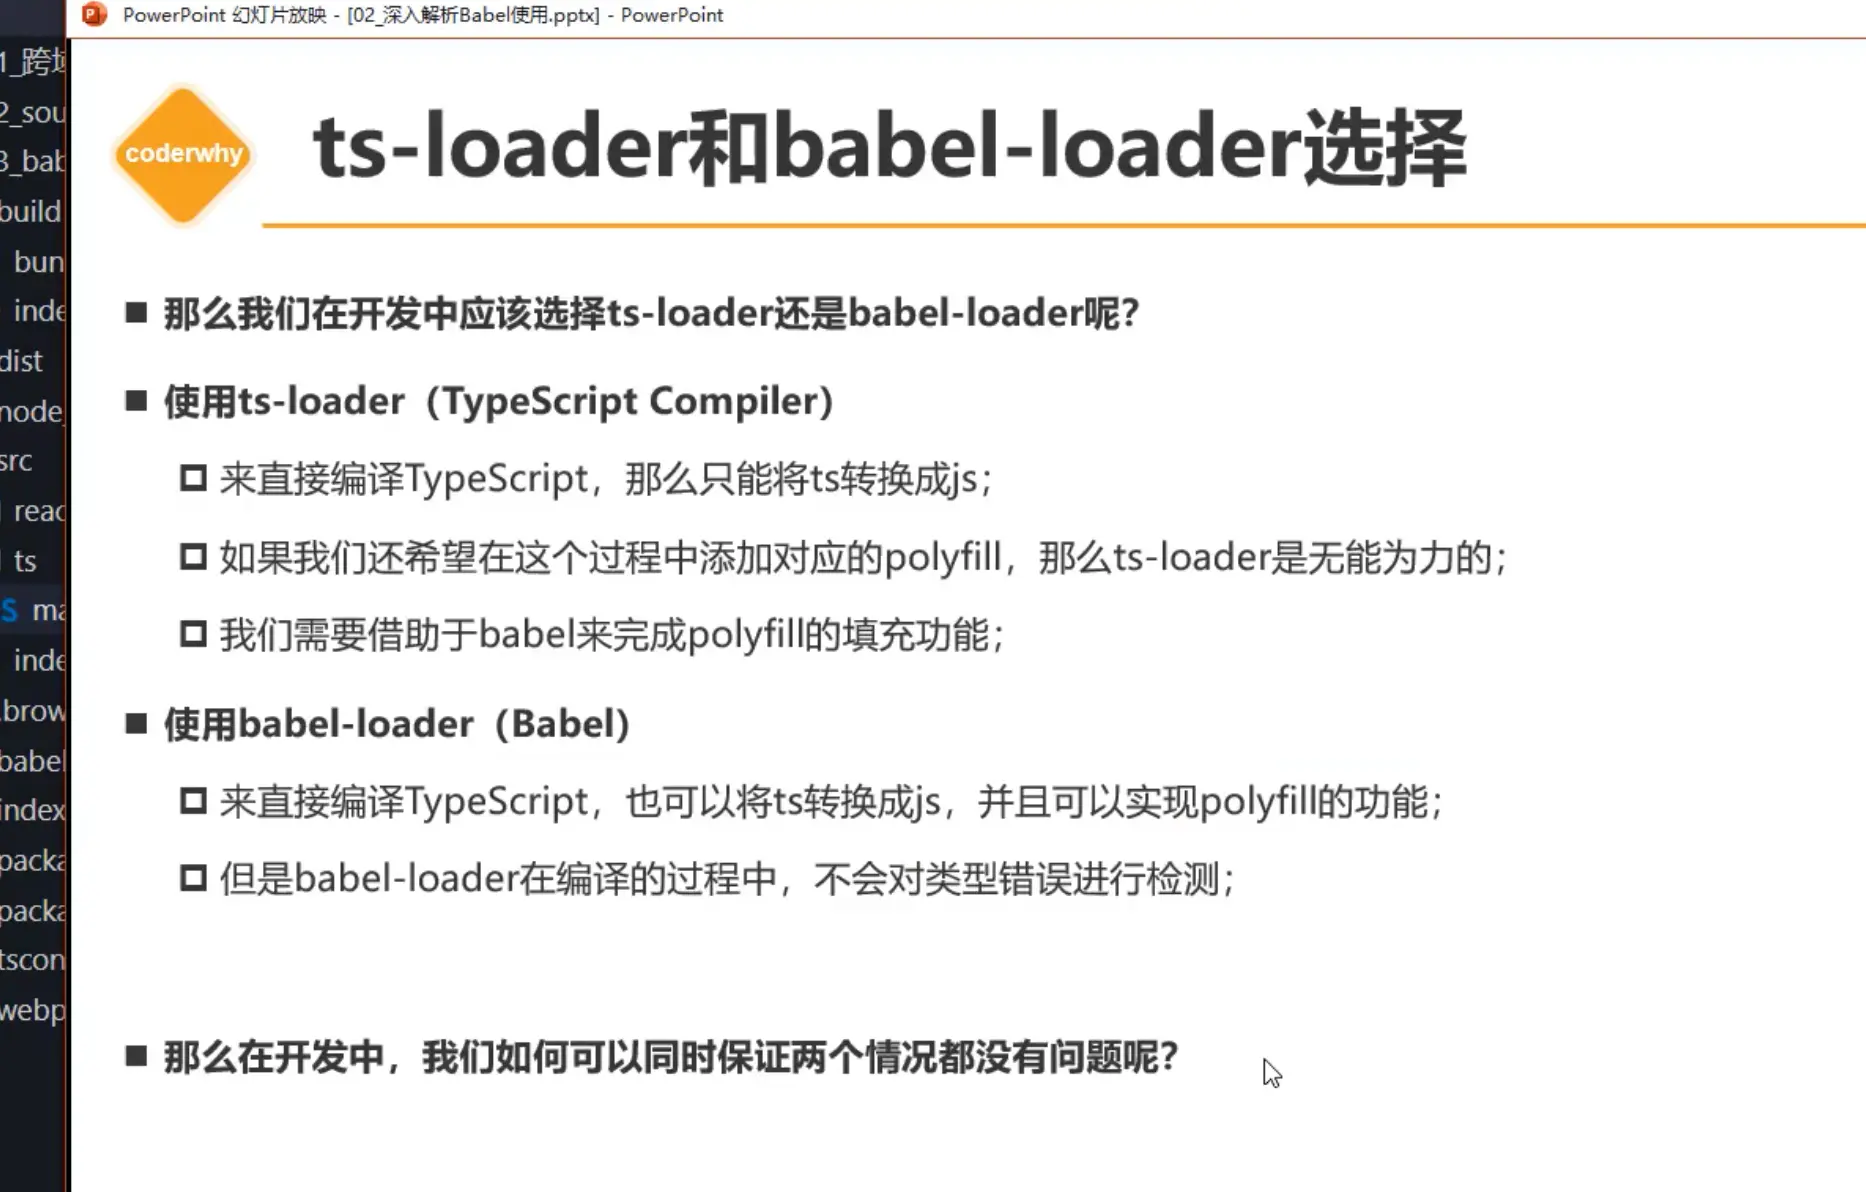 PowerPoint 幻灯片放映 - [02_深入解析Babel使用.pptx] - PowerPoint
coderwhy
ts-loader和babel-loader选择
那么我们在开发中应该选择ts-loader还是babel-loader呢？
使用ts-loader（TypeScript Compiler）
来直接编译TypeScript，那么只能将ts转换成js；
如果我们还希望在这个过程中添加对应的polyfill，那么ts-loader是无能为力的；
我们需要借助于babel来完成polyfill的填充功能；
使用babel-loader（Babel）
来直接编译TypeScript，也可以将ts转换成js，并且可以实现polyfill的功能；
但是babel-loader在编译的过程中，不会对类型错误进行检测；
那么在开发中，我们如何可以同时保证两个情况都没有问题呢？
1_跨
2_sou
3_bab
build
bun
inde
dist
node_
src
reac
ts
S ma
inde
.brow
babel
index
packa
packa
tscon
webp